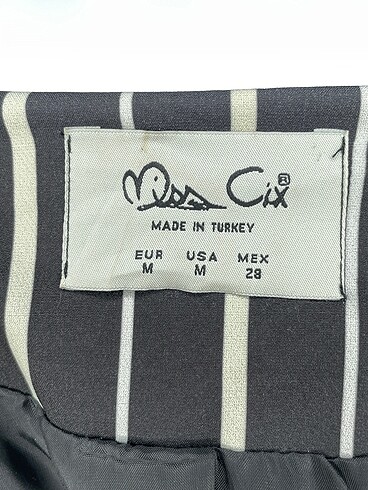 Miss Cix®
MADE IN TURKEY
EUR USA MEX
M M 28